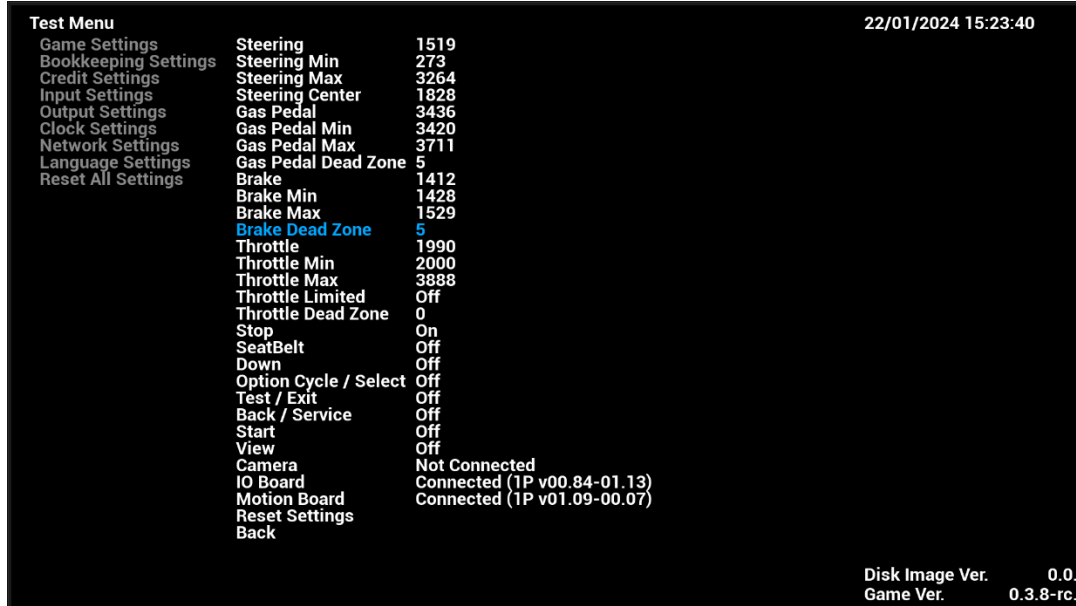 Test Menu 22/01/2024 15:23:40
Game Settings Steering 1519
Bookkeeping Settings Steering Min 273
Credit Settings Steering Max 3264
Input Settings Steering Center 1828
Output Settings Gas Pedal 3436
Clock Settings Gas Pedal Min 3420
Network Settings Gas Pedal Max 3711
Language Settings Gas Pedal Dead Zone 5
Reset All Settings Brake 1412
Brake Min 1428
Brake Max 1529
Brake Dead Zone 5
Throttle 1990
Throttle Min 2000
Throttle Max 3888
Throttle Limited Off
Throttle Dead Zone 0
Stop On
SeatBelt Off
Down Off
Option Cycle / Select Off
Test / Exit Off
Back / Service Off
Start Off
View Off
Camera Not Connected
IO Board Connected (1P v00.84-01.13)
Motion Board Connected (1P v01.09-00.07)
Reset Settings
Back
Disk Image Ver. 0.0.
Game Ver. 0.3.8-rc.